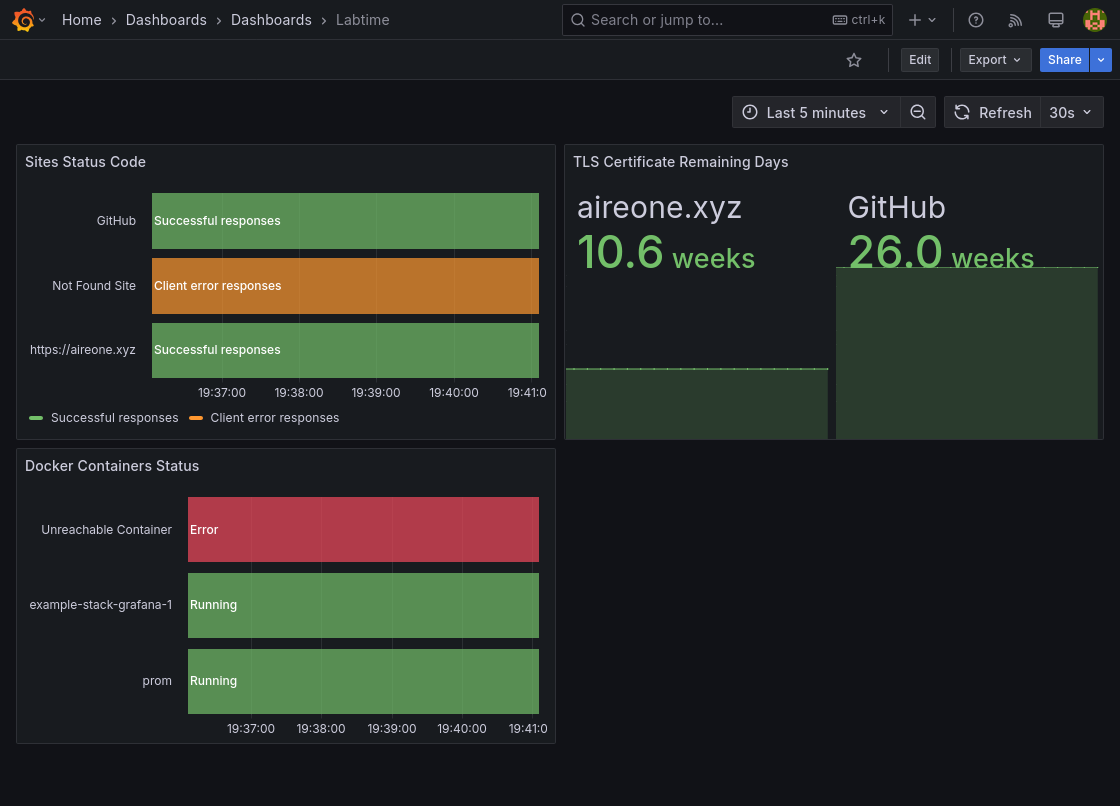 Home › Dashboards › Dashboards › Labtime
Search or jump to...
ctrl+k
Edit
Export
Share
Last 5 minutes
Refresh
30s
Sites Status Code
GitHub
Successful responses
Not Found Site
Client error responses
https://aireone.xyz
Successful responses
19:37:00 19:38:00 19:39:00 19:40:00 19:41:0
Successful responses Client error responses
TLS Certificate Remaining Days
aireone.xyz
10.6 weeks
GitHub
26.0 weeks
Docker Containers Status
Unreachable Container
Error
example-stack-grafana-1
Running
prom
Running
19:37:00 19:38:00 19:39:00 19:40:00 19:41:0